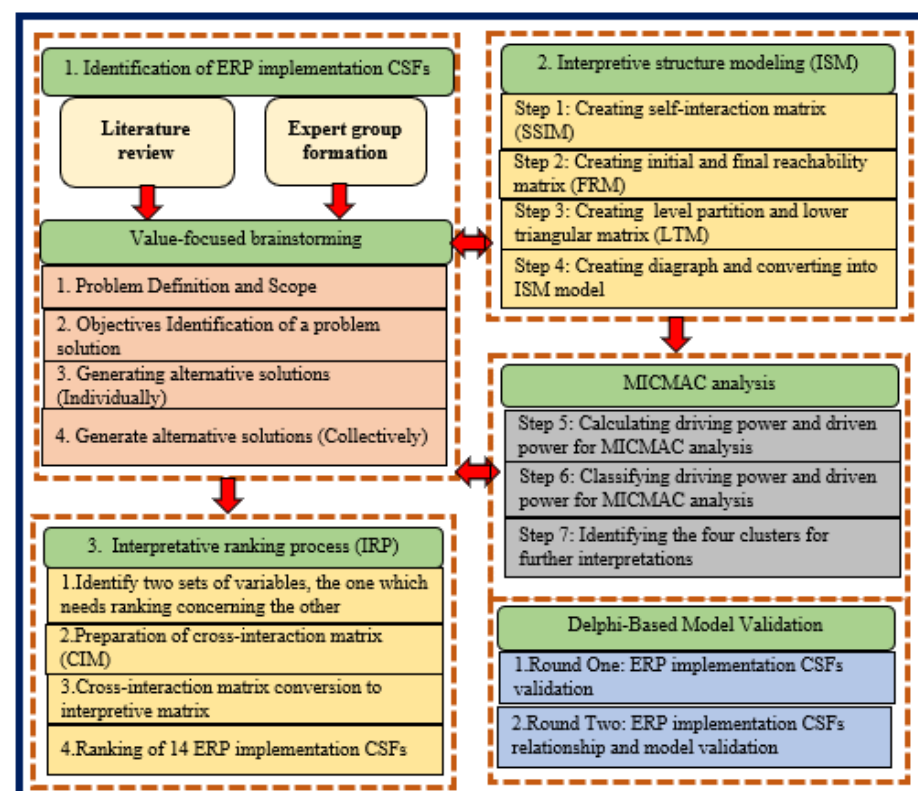 1. Identification of ERP implementation CSFs
Literature
review
Expert group
formation
Value-focused brainstorming
1. Problem Definition and Scope
2. Objectives Identification of a problem
solution
3. Generating alternative solutions
(Individually)
4. Generate alternative solutions (Collectively)
2. Interpretive structure modeling (ISM)
Step 1: Creating self-interaction matrix
(SSIM)
Step 2: Creating initial and final reachability
matrix (FRM)
Step 3: Creating level partition and lower
triangular matrix (LTM)
Step 4: Creating diagraph and converting into
ISM model
MICMAC analysis
Step 5: Calculating driving power and driven
power for MICMAC analysis
Step 6: Classifying driving power and driven
power for MICMAC analysis
Step 7: Identifying the four clusters for
further interpretations
3. Interpretative ranking process (IRP)
1.Identify two sets of variables, the one which
needs ranking concerning the other
2.Preparation of cross-interaction matrix
(CIM)
3.Cross-interaction matrix conversion to
interpretive matrix
4.Ranking of 14 ERP implementation CSFs
Delphi-Based Model Validation
1.Round One: ERP implementation CSFs
validation
2.Round Two: ERP implementation CSFs
relationship and model validation